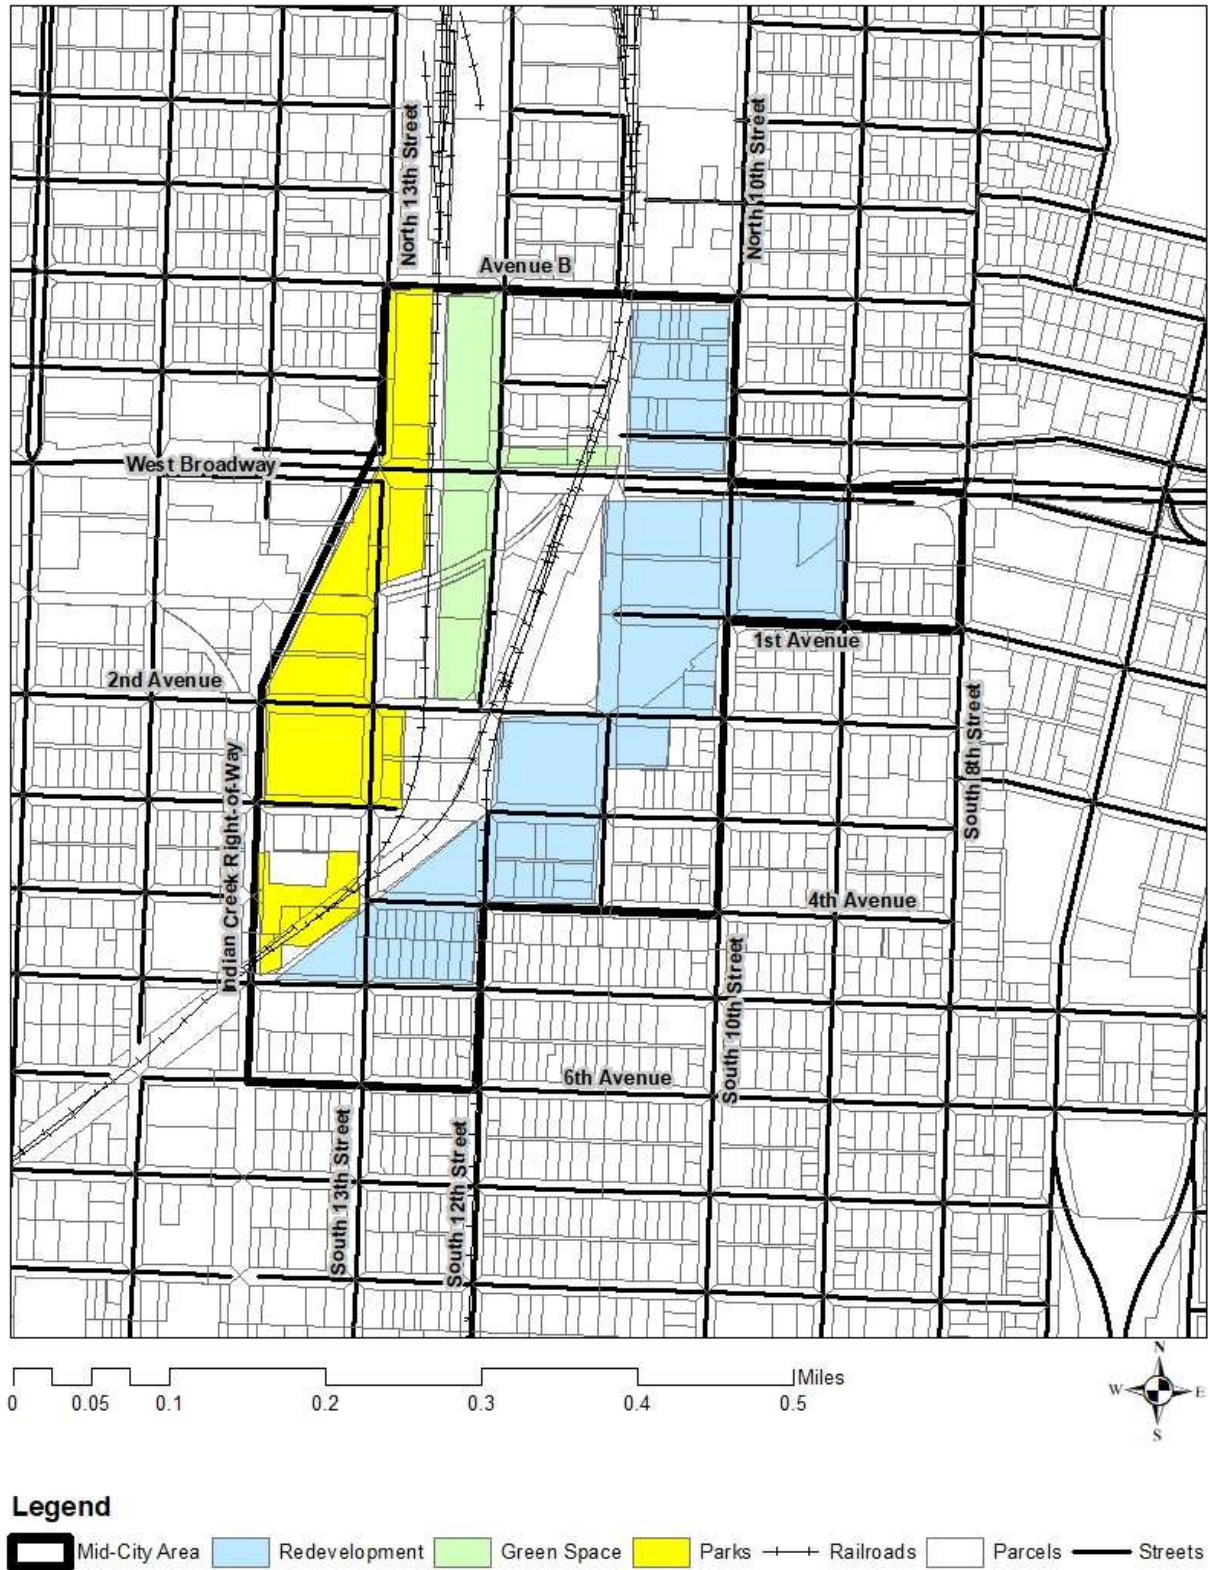 North 13th Street
North 10th Street
Avenue B
West Broadway
1st Avenue
2nd Avenue
South 8th Street
Indian Creek Right-of-Way
4th Avenue
South 10th Street
6th Avenue
South 13th Street
South 12th Street
Miles
0 0.05 0.1 0.2 0.3 0.4 0.5
N
W E
S
Legend
Mid-City Area Redevelopment Green Space Parks Railroads Parcels Streets